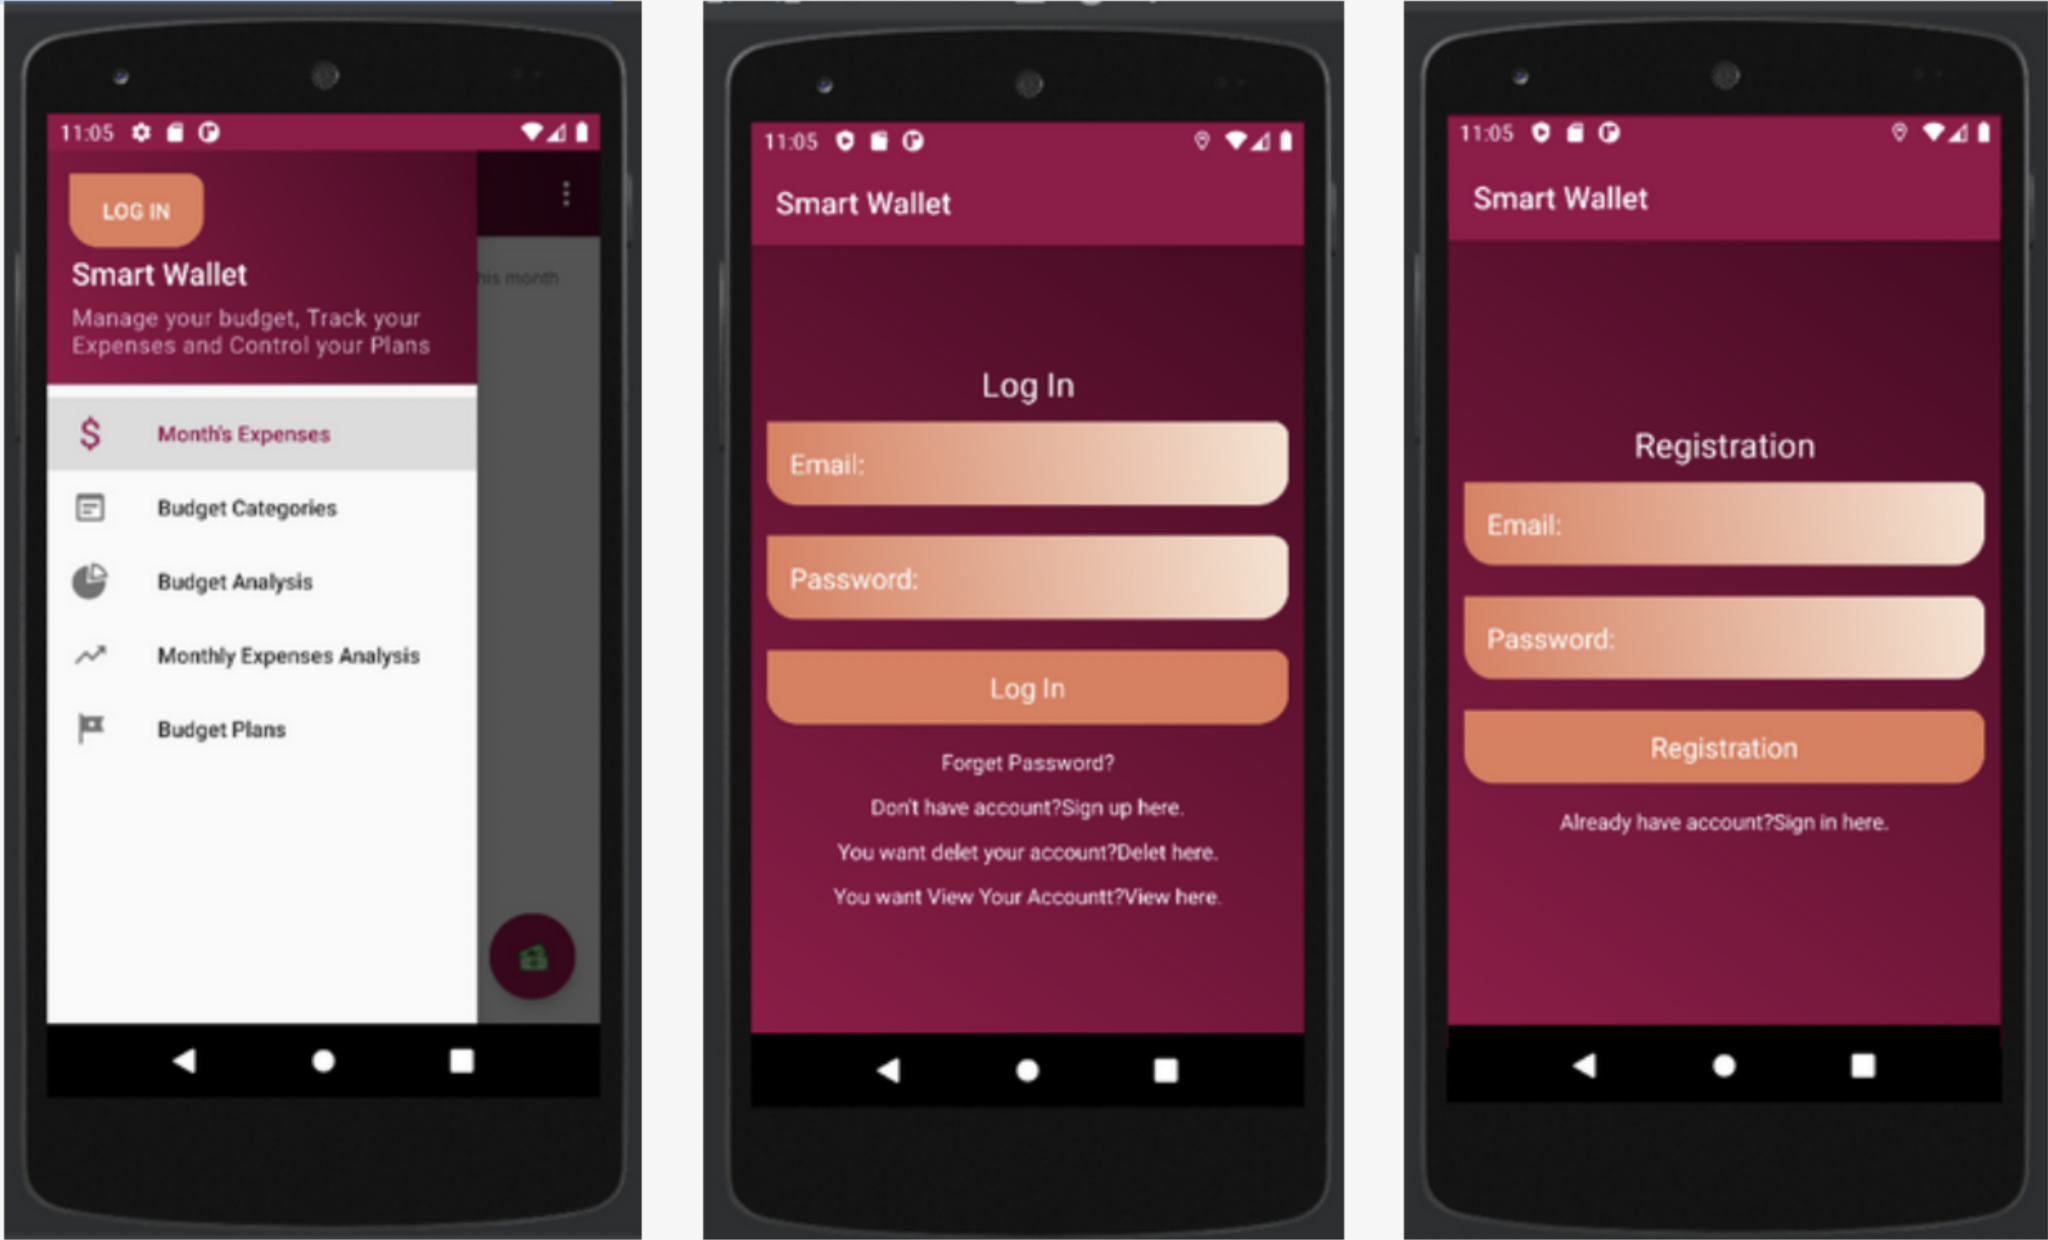 11:05
LOG IN
Smart Wallet
Manage your budget, Track your
Expenses and Control your Plans
his month
Month's Expenses
Budget Categories
Budget Analysis
Monthly Expenses Analysis
Budget Plans
11:05
Smart Wallet
Log In
Email:
Password:
Log In
Forget Password?
Don't have account?Sign up here.
You want delet your account?Delet here.
You want View Your Accountt?View here.
11:05
Smart Wallet
Registration
Email:
Password:
Registration
Already have account?Sign in here.